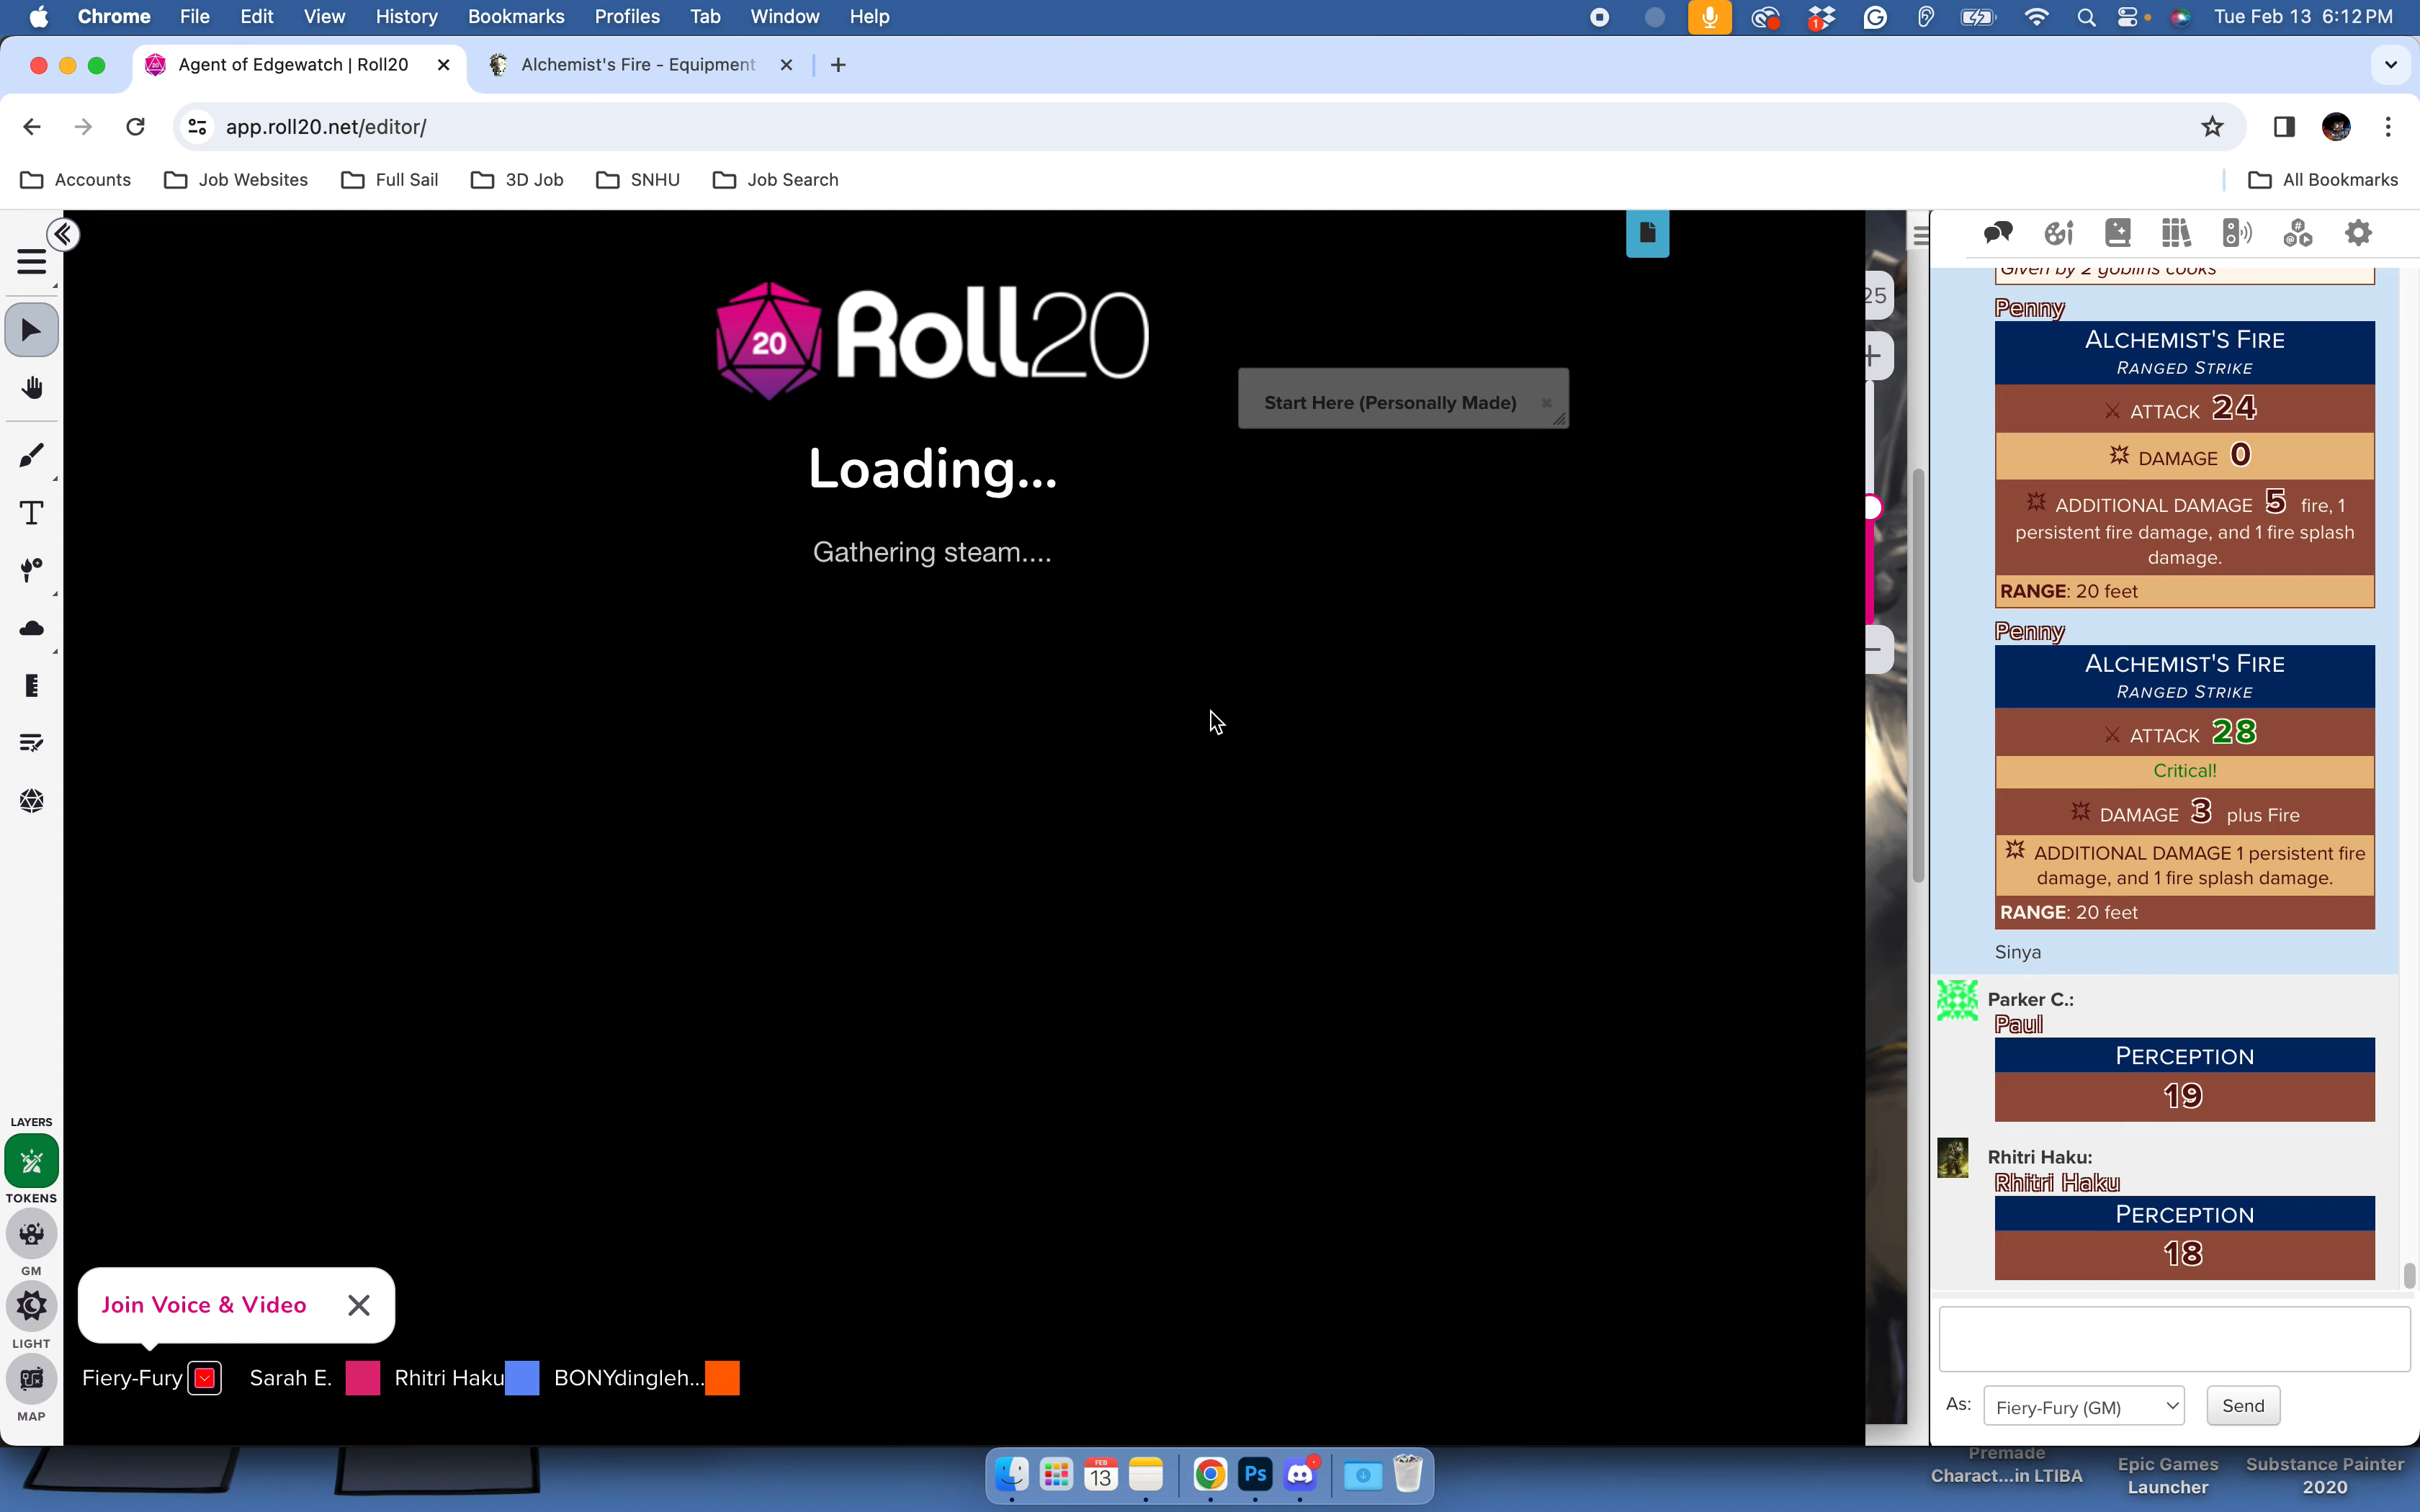 Chrome File Edit View History Bookmarks Profiles Tab Window Help
1
Tue Feb 13 6:12 PM
Agent of Edgewatch | Roll20
Alchemist's Fire - Equipment
app.roll20.net/editor/
Accounts Job Websites Full Sail 3D Job SNHU Job Search All Bookmarks
20 Roll20
Start Here (Personally Made)
Loading...
Gathering steam....
25
LAYERS
TOKENS
GM
LIGHT
MAP
Join Voice & Video
Fiery-Fury Sarah E. Rhitri Haku BONYdingleh...
Given by 2 goblins cooks
Penny
ALCHEMIST'S FIRE
RANGED STRIKE
ATTACK 24
DAMAGE 0
ADDITIONAL DAMAGE 5 fire, 1
persistent fire damage, and 1 fire splash
damage.
RANGE: 20 feet
Penny
ALCHEMIST'S FIRE
RANGED STRIKE
ATTACK 28
Critical!
DAMAGE 3 plus Fire
ADDITIONAL DAMAGE 1 persistent fire
damage, and 1 fire splash damage.
RANGE: 20 feet
Sinya
Parker C.:
Paul
PERCEPTION
19
Rhitri Haku:
Rhitri Haku
PERCEPTION
18
As: Fiery-Fury (GM) Send
FEB
13
Ps
Premade
Charact...in LTIBA
Epic Games
Launcher
Substance Painter
2020